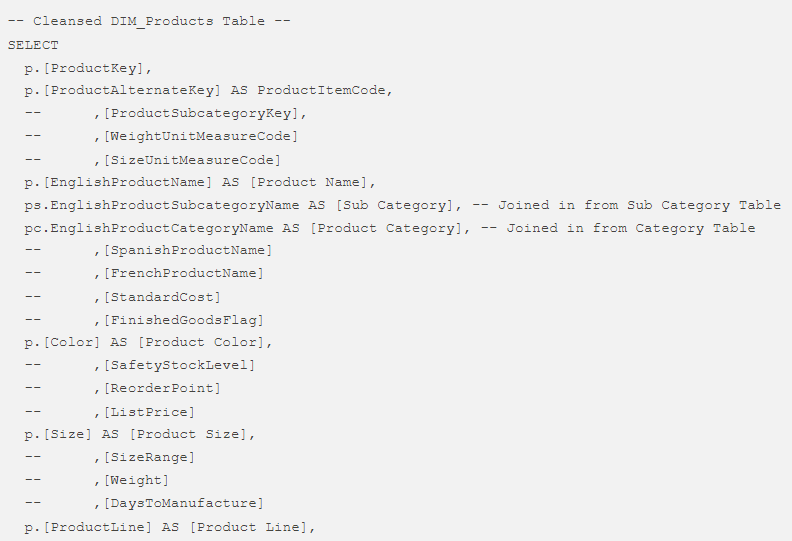 -- Cleansed DIM_Products Table --
SELECT
  p.[ProductKey],
  p.[ProductAlternateKey] AS ProductItemCode,
  --      ,[ProductSubcategoryKey],
  --      ,[WeightUnitMeasureCode]
  --      ,[SizeUnitMeasureCode]
  p.[EnglishProductName] AS [Product Name],
  ps.EnglishProductSubcategoryName AS [Sub Category], -- Joined in from Sub Category Table
  pc.EnglishProductCategoryName AS [Product Category], -- Joined in from Category Table
  --      ,[SpanishProductName]
  --      ,[FrenchProductName]
  --      ,[StandardCost]
  --      ,[FinishedGoodsFlag]
  p.[Color] AS [Product Color],
  --      ,[SafetyStockLevel]
  --      ,[ReorderPoint]
  --      ,[ListPrice]
  p.[Size] AS [Product Size],
  --      ,[SizeRange]
  --      ,[Weight]
  --      ,[DaysToManufacture]
  p.[ProductLine] AS [Product Line],